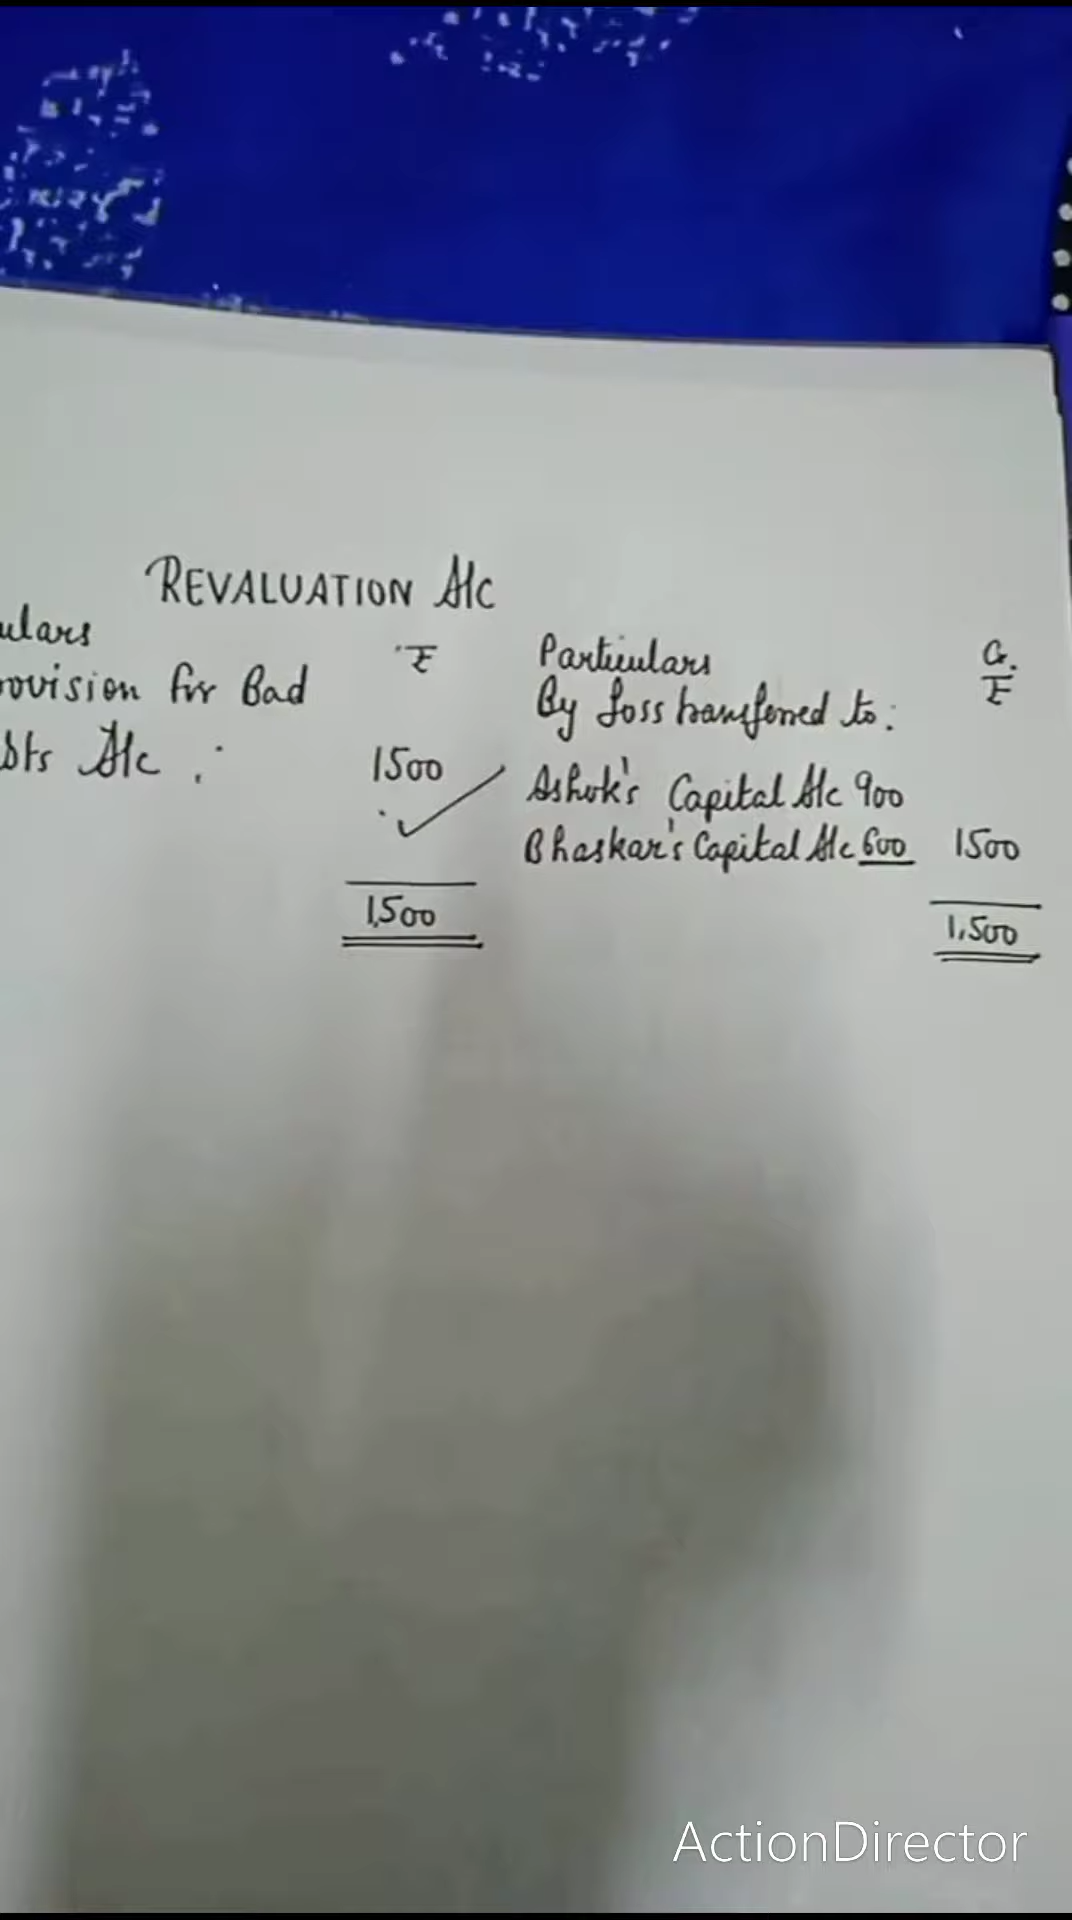 REVALUATION A/c
ulars ₹ Particulars Cr. ₹
rovision for Bad By Loss transferred to:
bts A/c : 1500 Ashok's Capital A/c 900
Bhaskar's Capital A/c 600 1500
1,500 1,500
ActionDirector